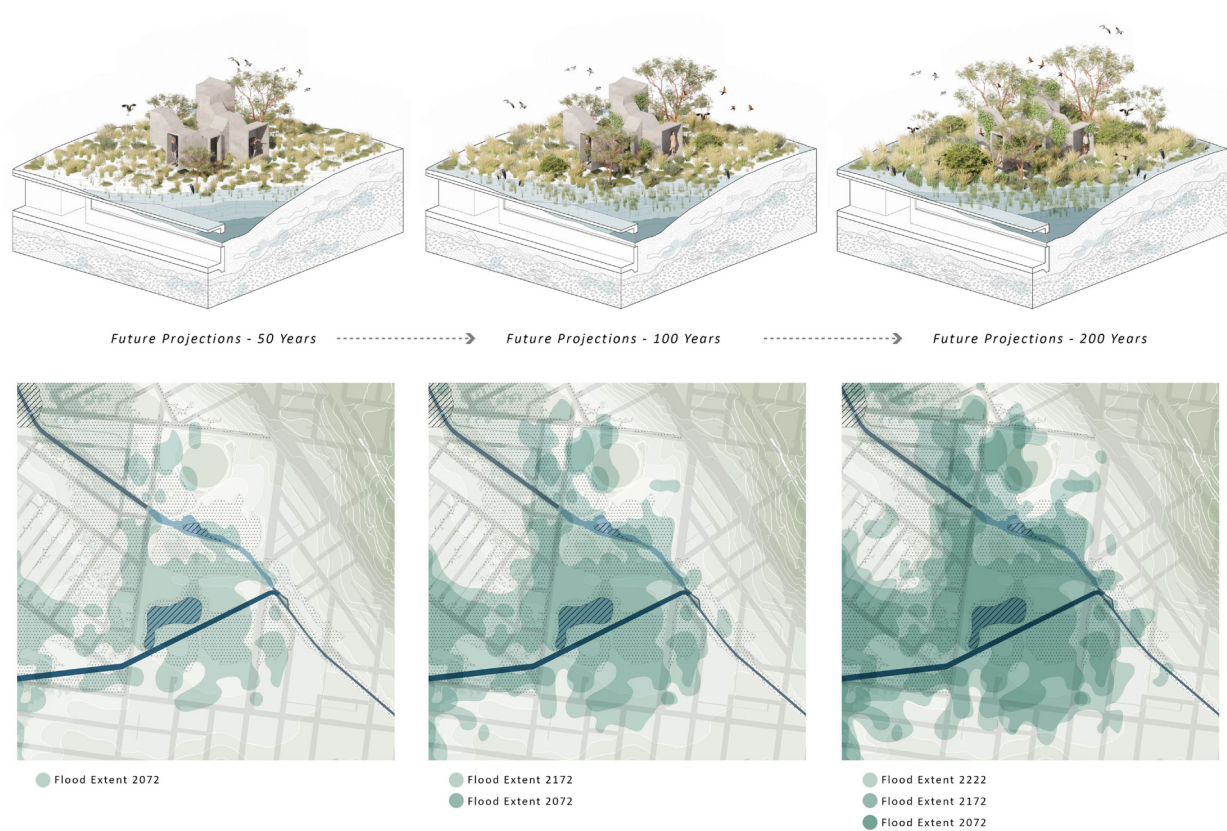 Future Projections - 50 Years
Future Projections - 100 Years
Future Projections - 200 Years
Flood Extent 2072
Flood Extent 2172
Flood Extent 2072
Flood Extent 2222
Flood Extent 2172
Flood Extent 2072